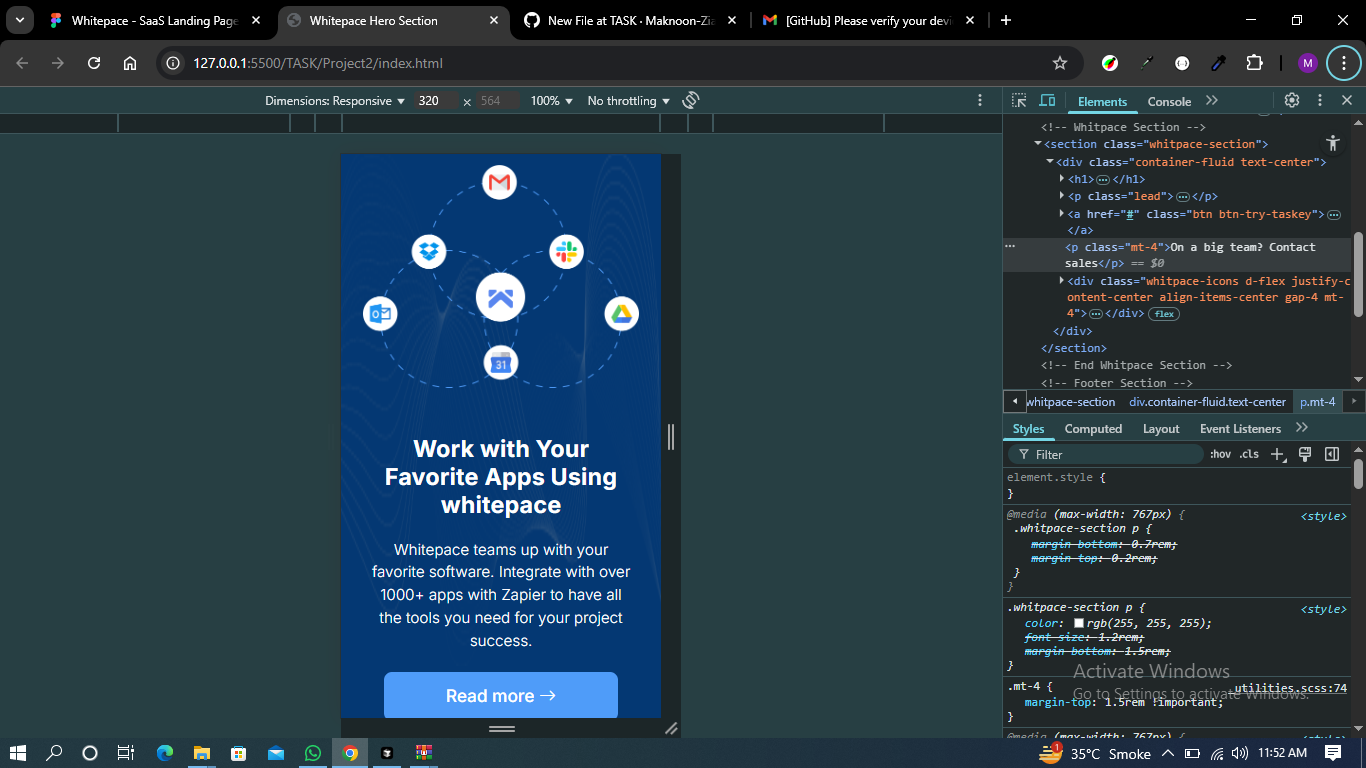 Whitepace - SaaS Landing Page
Whitepace Hero Section
New File at TASK · Maknoon-Zia
[GitHub] Please verify your devi
127.0.0.1:5500/TASK/Project2/index.html
M
Dimensions: Responsive
320 × 564
100%
No throttling
Elements
Console
<!-- Whitpace Section -->
<section class="whitpace-section">
<div class="container-fluid text-center">
<h1>…</h1>
<p class="lead">…</p>
<a href="#" class="btn btn-try-taskey">…
</a>
<p class="mt-4">On a big team? Contact
sales</p> == $0
<div class="whitpace-icons d-flex justify-c
ontent-center align-items-center gap-4 mt-
4">…</div> flex
</div>
</section>
<!-- End Whitpace Section -->
<!-- Footer Section -->
whitpace-section
div.container-fluid.text-center
p.mt-4
Styles
Computed
Layout
Event Listeners
Filter
:hov
.cls
element.style {
}
@media (max-width: 767px) {
<style>
.whitpace-section p {
margin-bottom: 0.7rem;
margin-top: 0.2rem;
}
}
.whitpace-section p {
<style>
color: rgb(255, 255, 255);
font-size: 1.2rem;
margin-bottom: 1.5rem;
}
.mt-4 {
_utilities.scss:74
margin-top: 1.5rem !important;
}
@media (max-width: 767px) {
<style>
Activate Windows
Go to Settings to activate Windows.
31
Work with Your
Favorite Apps Using
whitepace
Whitepace teams up with your
favorite software. Integrate with over
1000+ apps with Zapier to have all
the tools you need for your project
success.
Read more →
1
35°C Smoke
11:52 AM